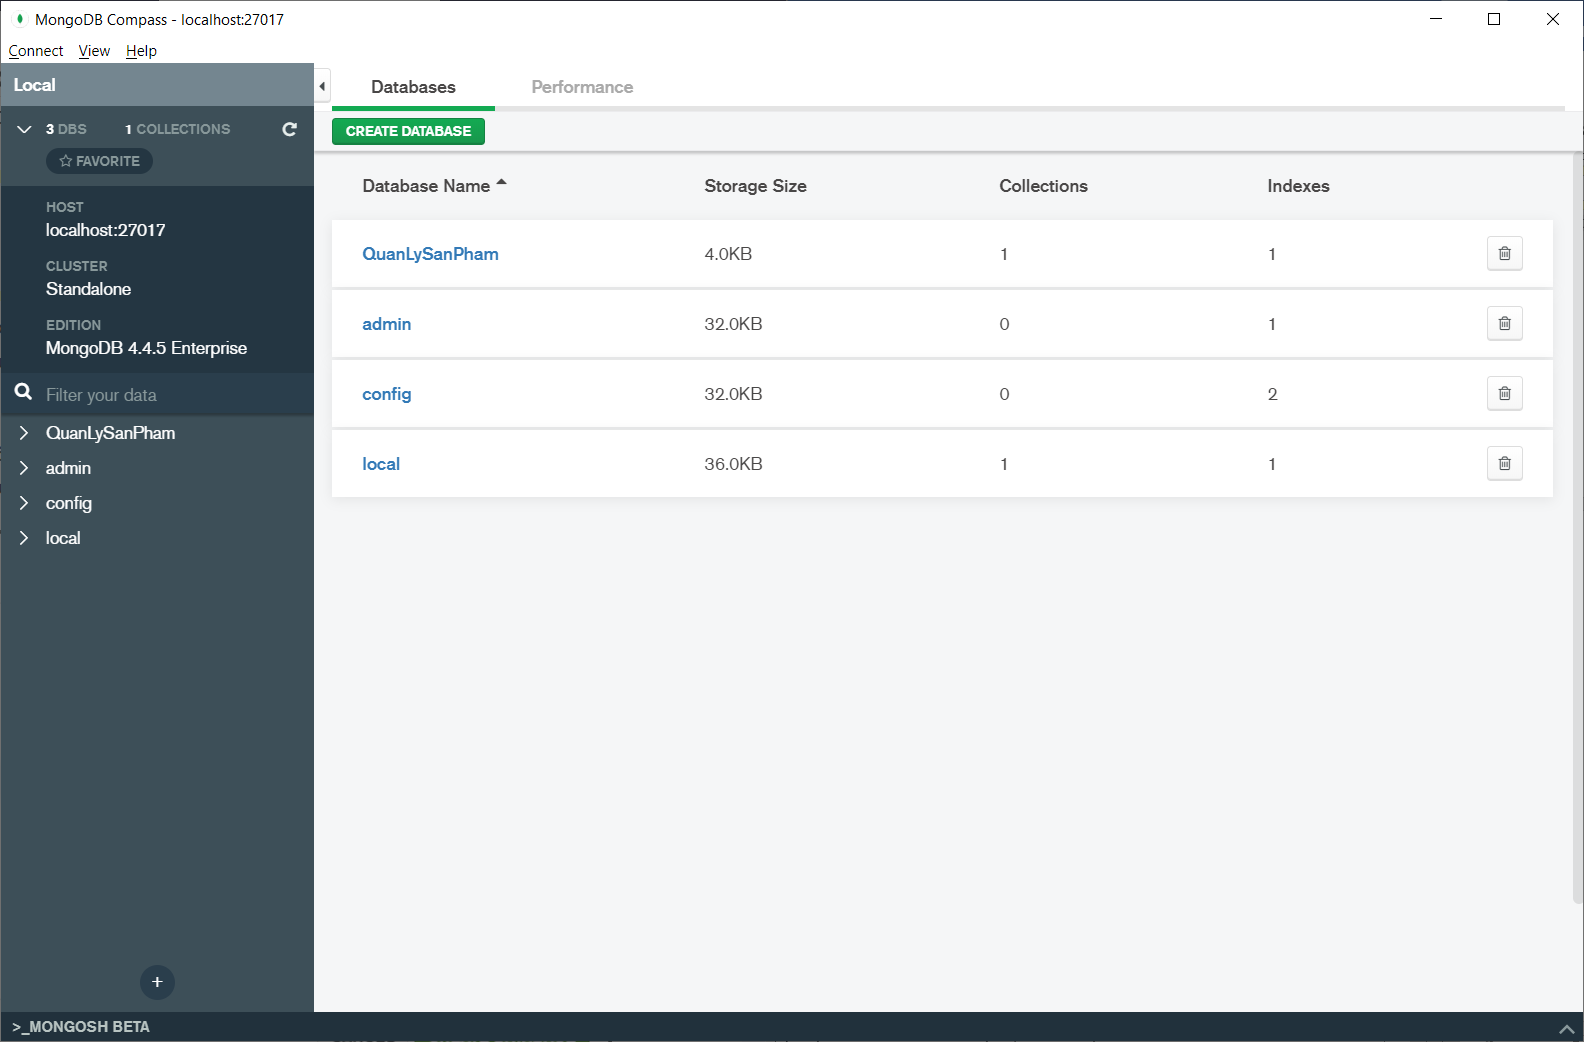 MongoDB Compass - localhost:27017
Connect View Help
Local
3 DBS 1 COLLECTIONS
FAVORITE
HOST
localhost:27017
CLUSTER
Standalone
EDITION
MongoDB 4.4.5 Enterprise
Filter your data
QuanLySanPham
admin
config
local
>_MONGOSH BETA
Databases Performance
CREATE DATABASE
Database Name Storage Size Collections Indexes
QuanLySanPham 4.0KB 1 1
admin 32.0KB 0 1
config 32.0KB 0 2
local 36.0KB 1 1